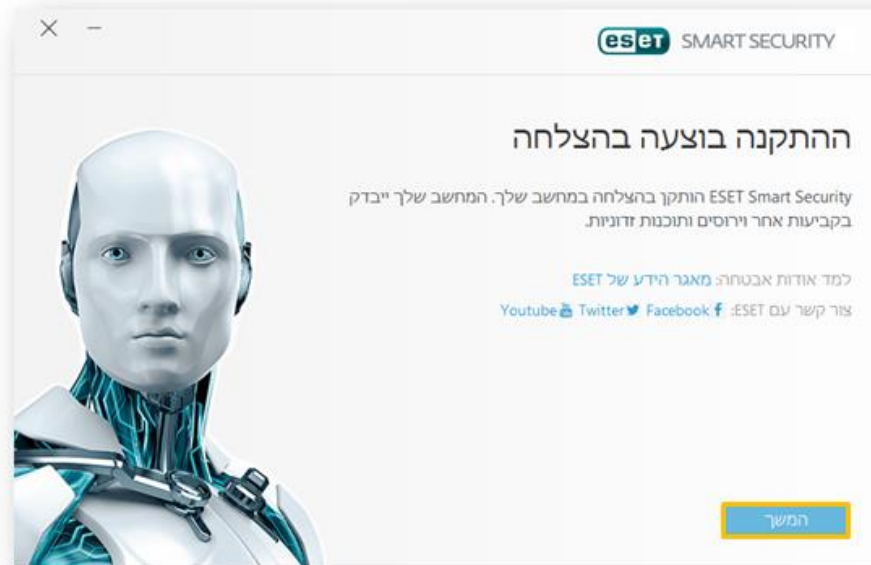 eset SMART SECURITY
ההתקנה בוצעה בהצלחה
ESET Smart Security הותקן בהצלחה במחשב שלך. המחשב שלך ייבדק
בקביעות אחר וירוסים ותוכנות זדוניות.
למד אודות אבטחה: מאגר הידע של ESET
צור קשר עם ESET: Facebook Twitter Youtube
המשך